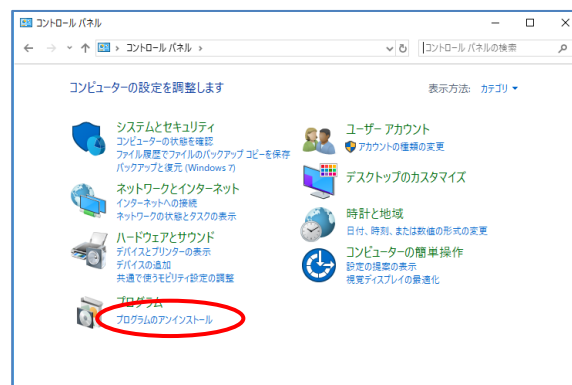 コントロール パネル
コントロール パネル
コントロール パネルの検索
コンピューターの設定を調整します
表示方法: カテゴリ
システムとセキュリティ
コンピューターの状態を確認
ファイル履歴でファイルのバックアップ コピーを保存
バックアップと復元 (Windows 7)
ネットワークとインターネット
インターネットへの接続
ネットワークの状態とタスクの表示
ハードウェアとサウンド
デバイスとプリンターの表示
デバイスの追加
共通で使うモビリティ設定の調整
プログラム
プログラムのアンインストール
ユーザー アカウント
アカウントの種類の変更
デスクトップのカスタマイズ
時計と地域
日付、時刻、または数値の形式の変更
コンピューターの簡単操作
設定の提案の表示
視覚ディスプレイの最適化